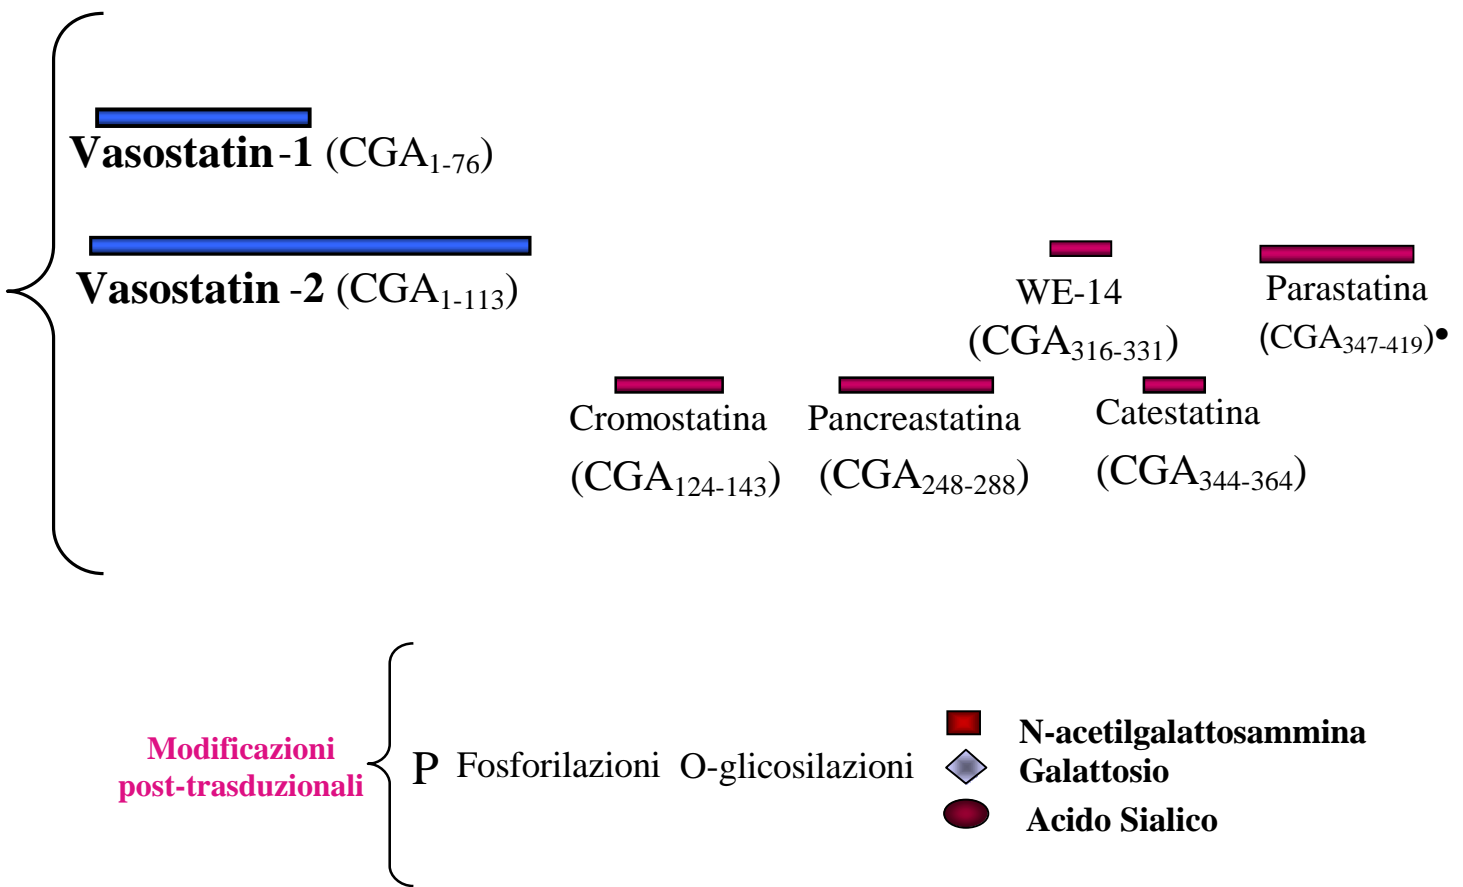 Vasostatin-1 (CGA1-76)
Vasostatin -2 (CGA1-113)
WE-14
(CGA316-331)
Parastatina
(CGA347-419)•
Cromostatina
(CGA124-143)
Pancreastatina
(CGA248-288)
Catestatina
(CGA344-364)
Modificazioni
post-trasduzionali
P Fosforilazioni O-glicosilazioni
N-acetilgalattosammina
Galattosio
Acido Sialico